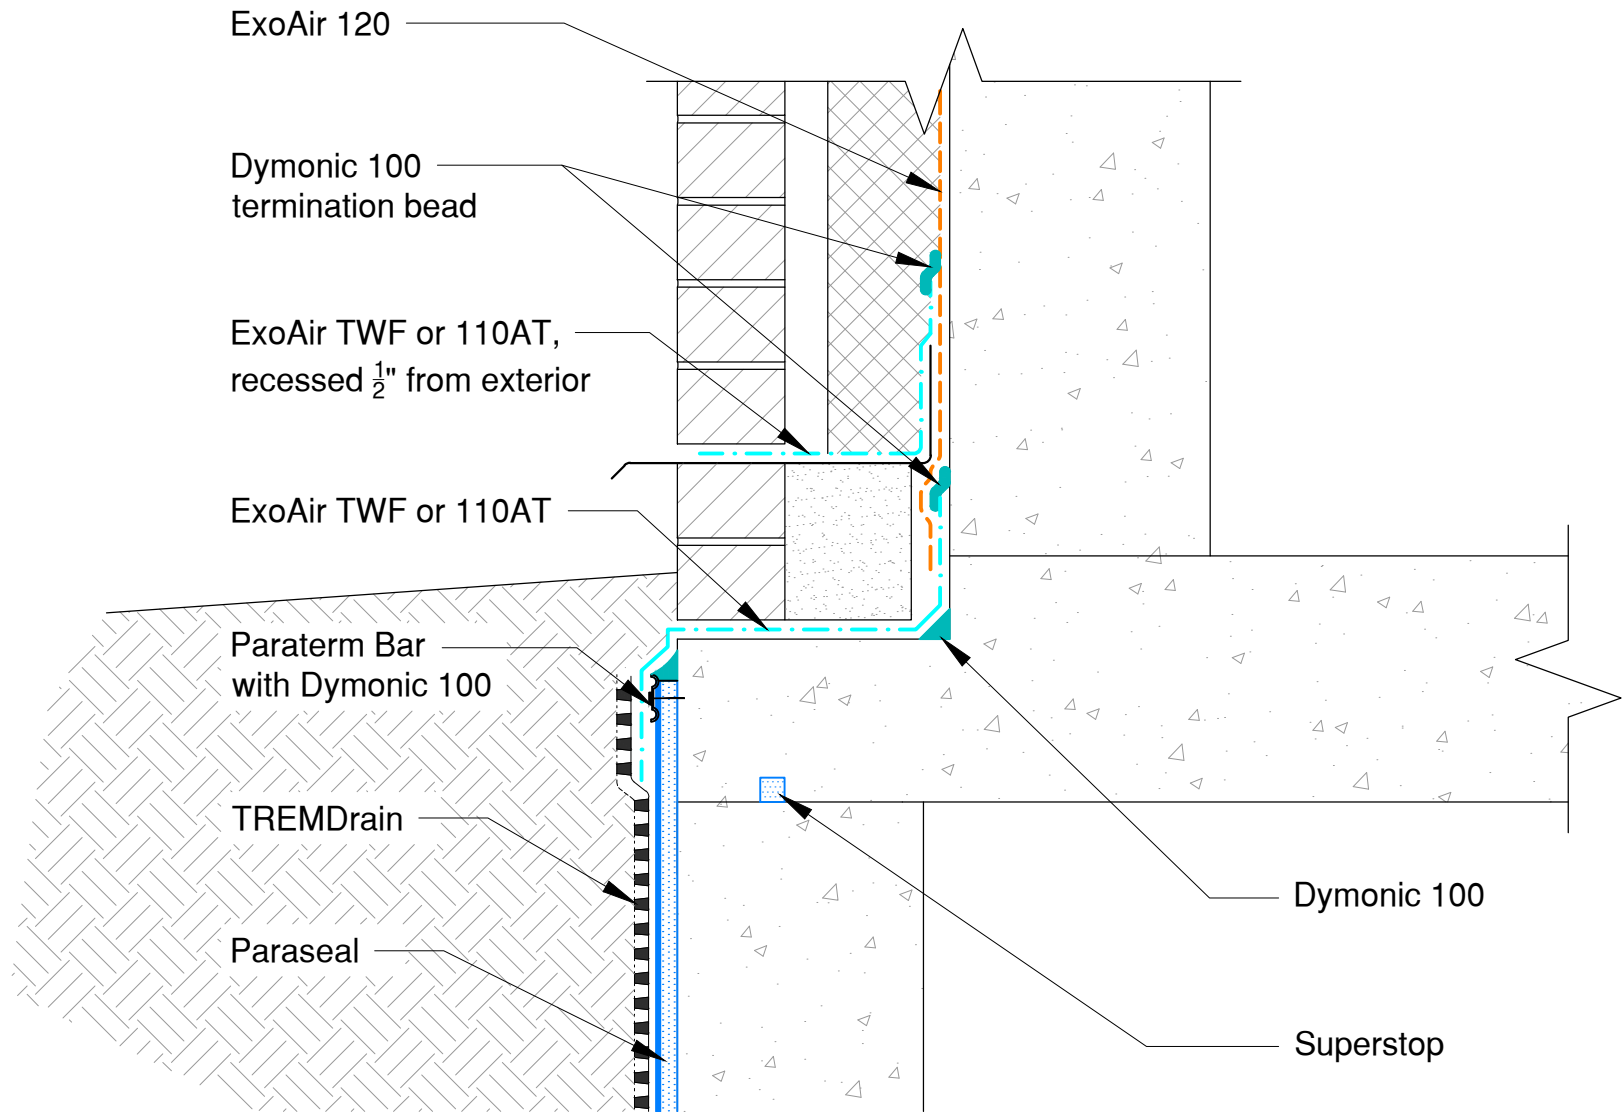 ExoAir 120
Dymonic 100
termination bead
ExoAir TWF or 110AT,
recessed 1/2" from exterior
ExoAir TWF or 110AT
Paraterm Bar
with Dymonic 100
TREMDrain
Paraseal
Dymonic 100
Superstop